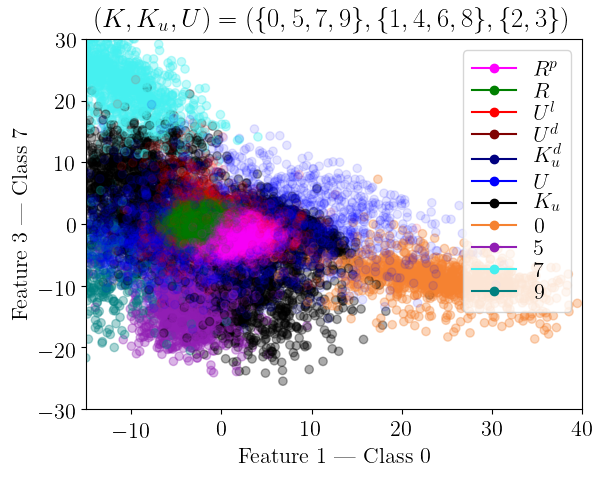 (K, K_u, U) = ({0, 5, 7, 9}, {1, 4, 6, 8}, {2, 3})
30
20
10
0
−10
−20
−30
Feature 3 — Class 7
R^p
R
U^l
U^d
K_u^d
U
K_u
0
5
7
9
−10
0
10
20
30
40
Feature 1 — Class 0